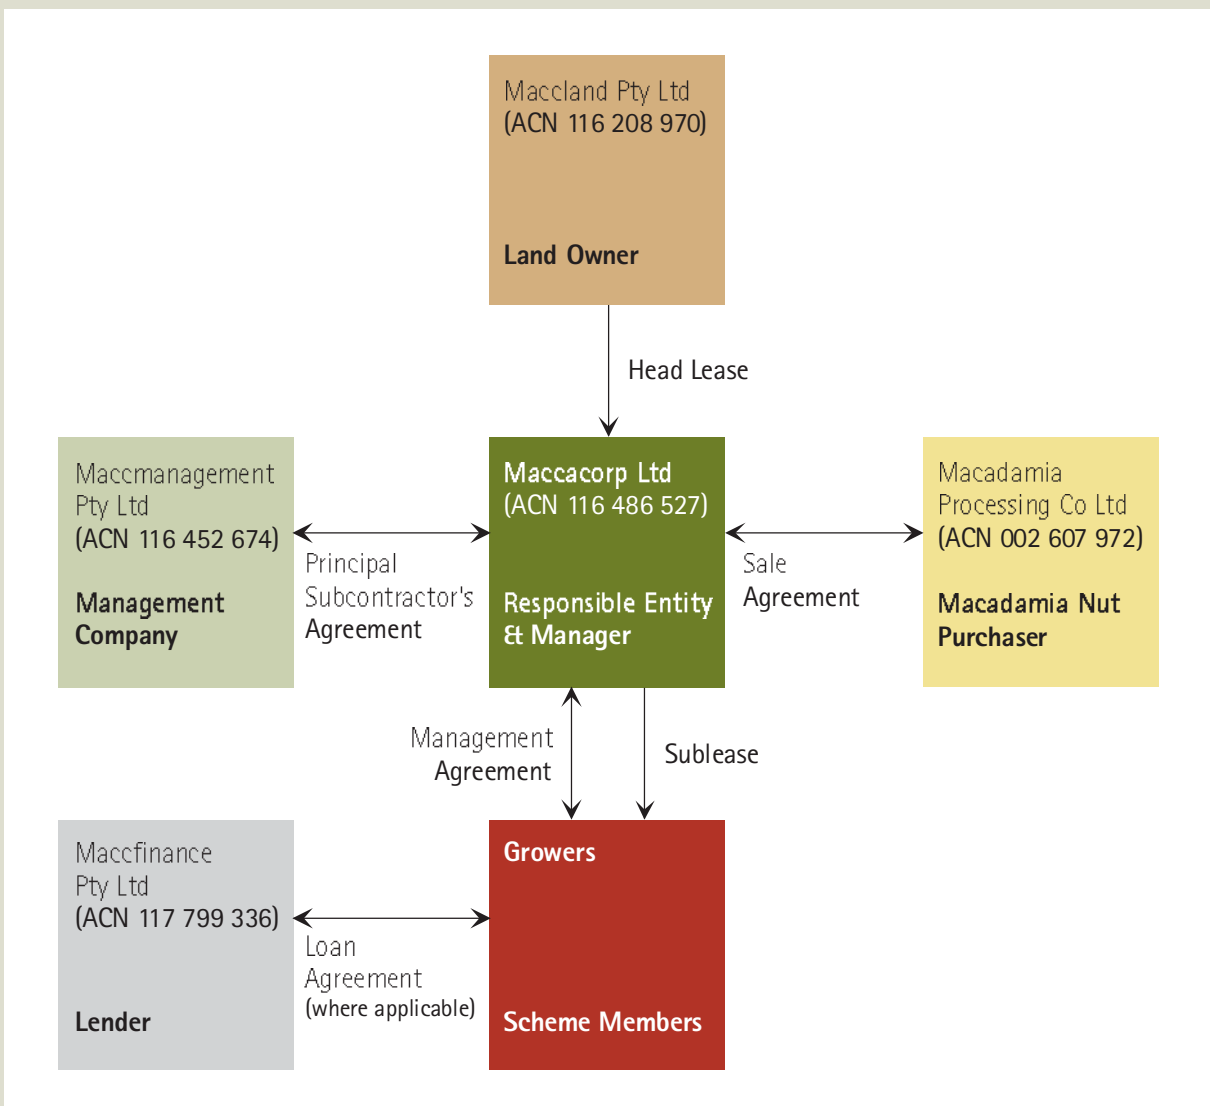 Maccland Pty Ltd
(ACN 116 208 970)
Land Owner
Head Lease
Maccmanagement
Pty Ltd
(ACN 116 452 674)
Management
Company
Principal
Subcontractor's
Agreement
Maccacorp Ltd
(ACN 116 486 527)
Responsible Entity
& Manager
Sale
Agreement
Macadamia
Processing Co Ltd
(ACN 002 607 972)
Macadamia Nut
Purchaser
Management
Agreement
Sublease
Maccfinance
Pty Ltd
(ACN 117 799 336)
Lender
Loan
Agreement
(where applicable)
Growers
Scheme Members